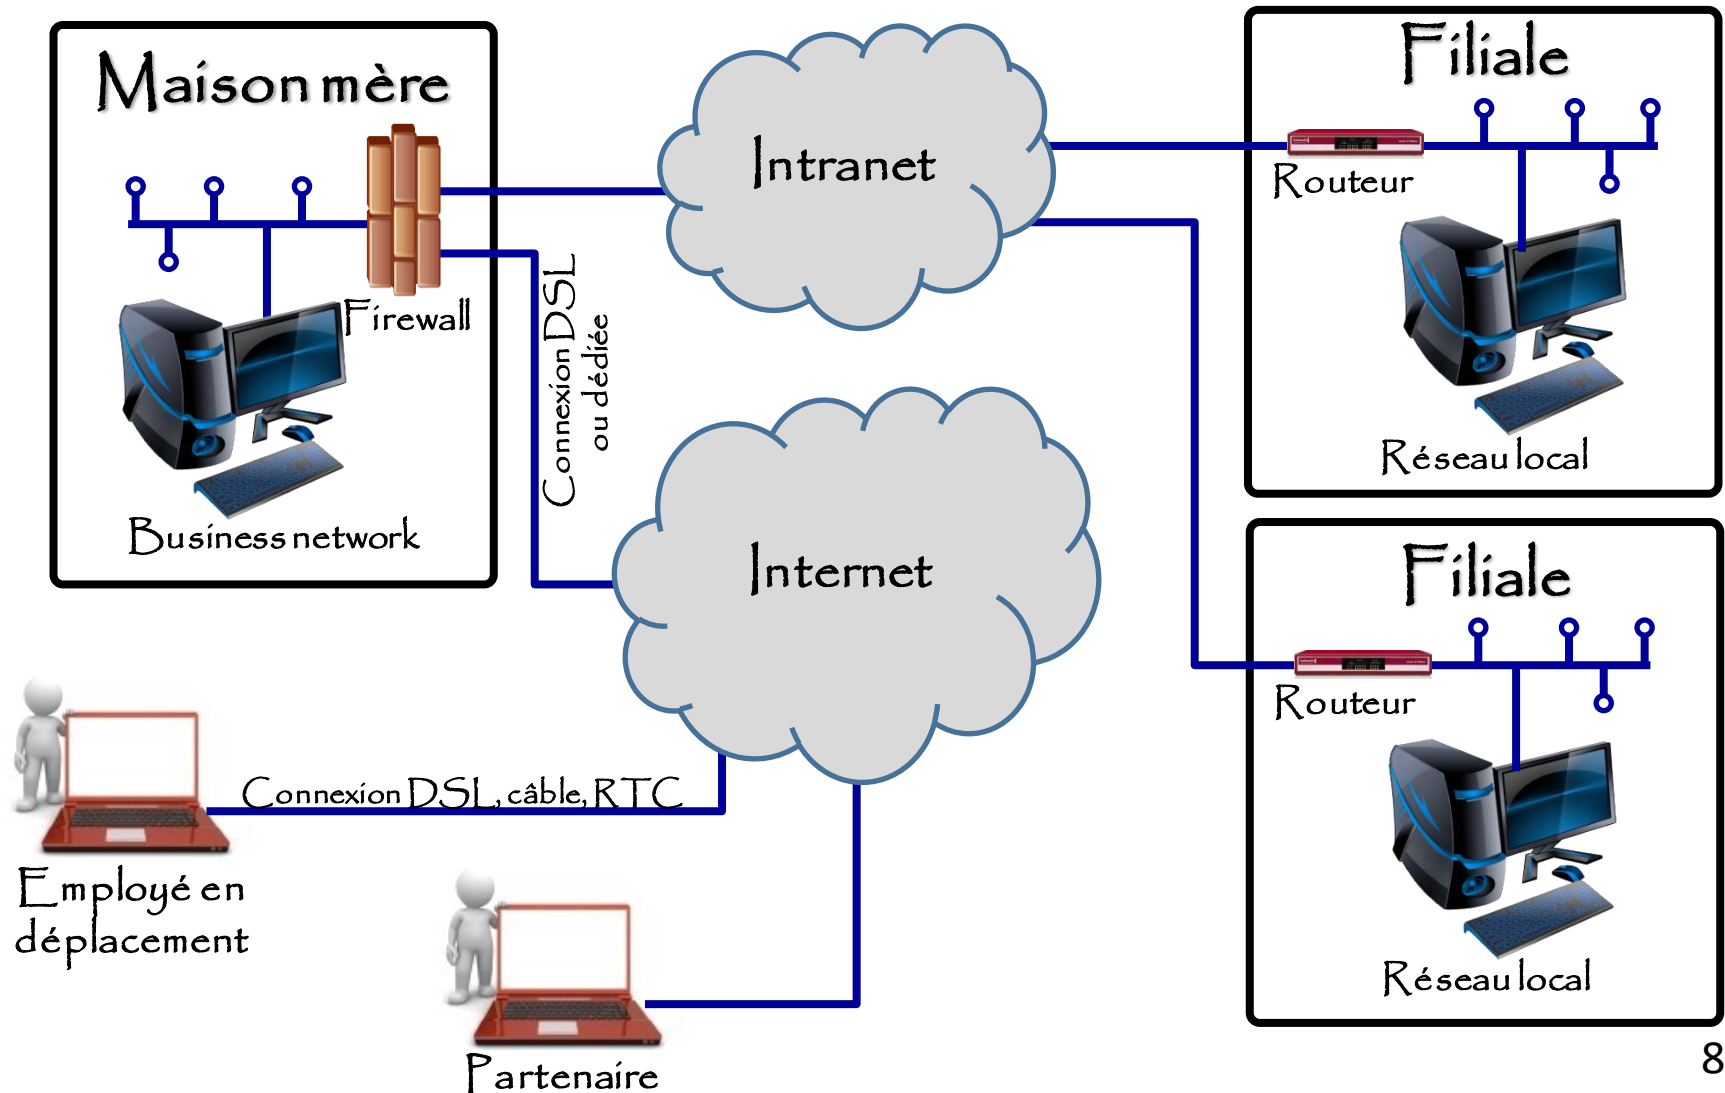 Maison mère
Firewall
Business network
Connexion DSL
ou dédiée
Intranet
Internet
Filiale
Routeur
Réseau local
Filiale
Routeur
Réseau local
Connexion DSL, câble, RTC
Employé en
déplacement
Partenaire
8